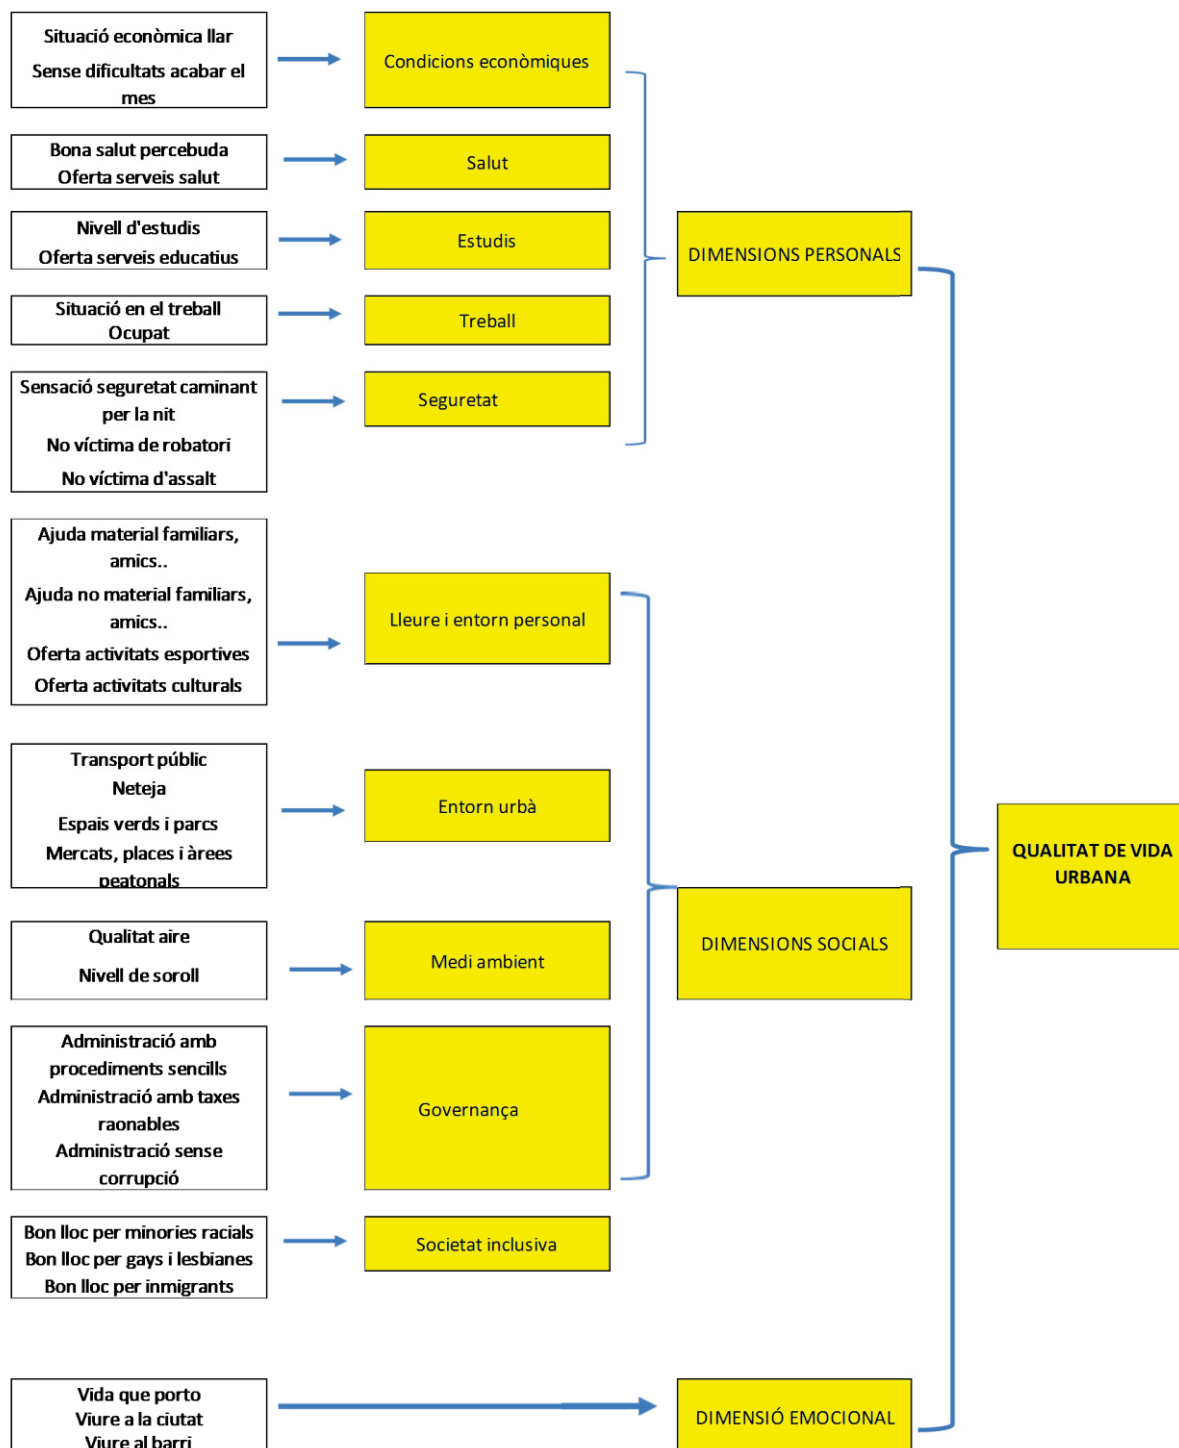 Situació econòmica llar
Sense dificultats acabar el
mes
Condicions econòmiques
Bona salut percebuda
Oferta serveis salut
Salut
Nivell d'estudis
Oferta serveis educatius
Estudis
DIMENSIONS PERSONALS
Situació en el treball
Ocupat
Treball
Sensació seguretat caminant
per la nit
No víctima de robatori
No víctima d'assalt
Seguretat
Ajuda material familiars,
amics..
Ajuda no material familiars,
amics..
Oferta activitats esportives
Oferta activitats culturals
Lleure i entorn personal
Transport públic
Neteja
Espais verds i parcs
Mercats, places i àrees
peatonals
Entorn urbà
QUALITAT DE VIDA
URBANA
Qualitat aire
Nivell de soroll
Medi ambient
DIMENSIONS SOCIALS
Administració amb
procediments sencills
Administració amb taxes
raonables
Administració sense
corrupció
Governança
Bon lloc per minories racials
Bon lloc per gays i lesbianes
Bon lloc per inmigrants
Societat inclusiva
Vida que porto
Viure a la ciutat
Viure al barri
DIMENSIÓ EMOCIONAL